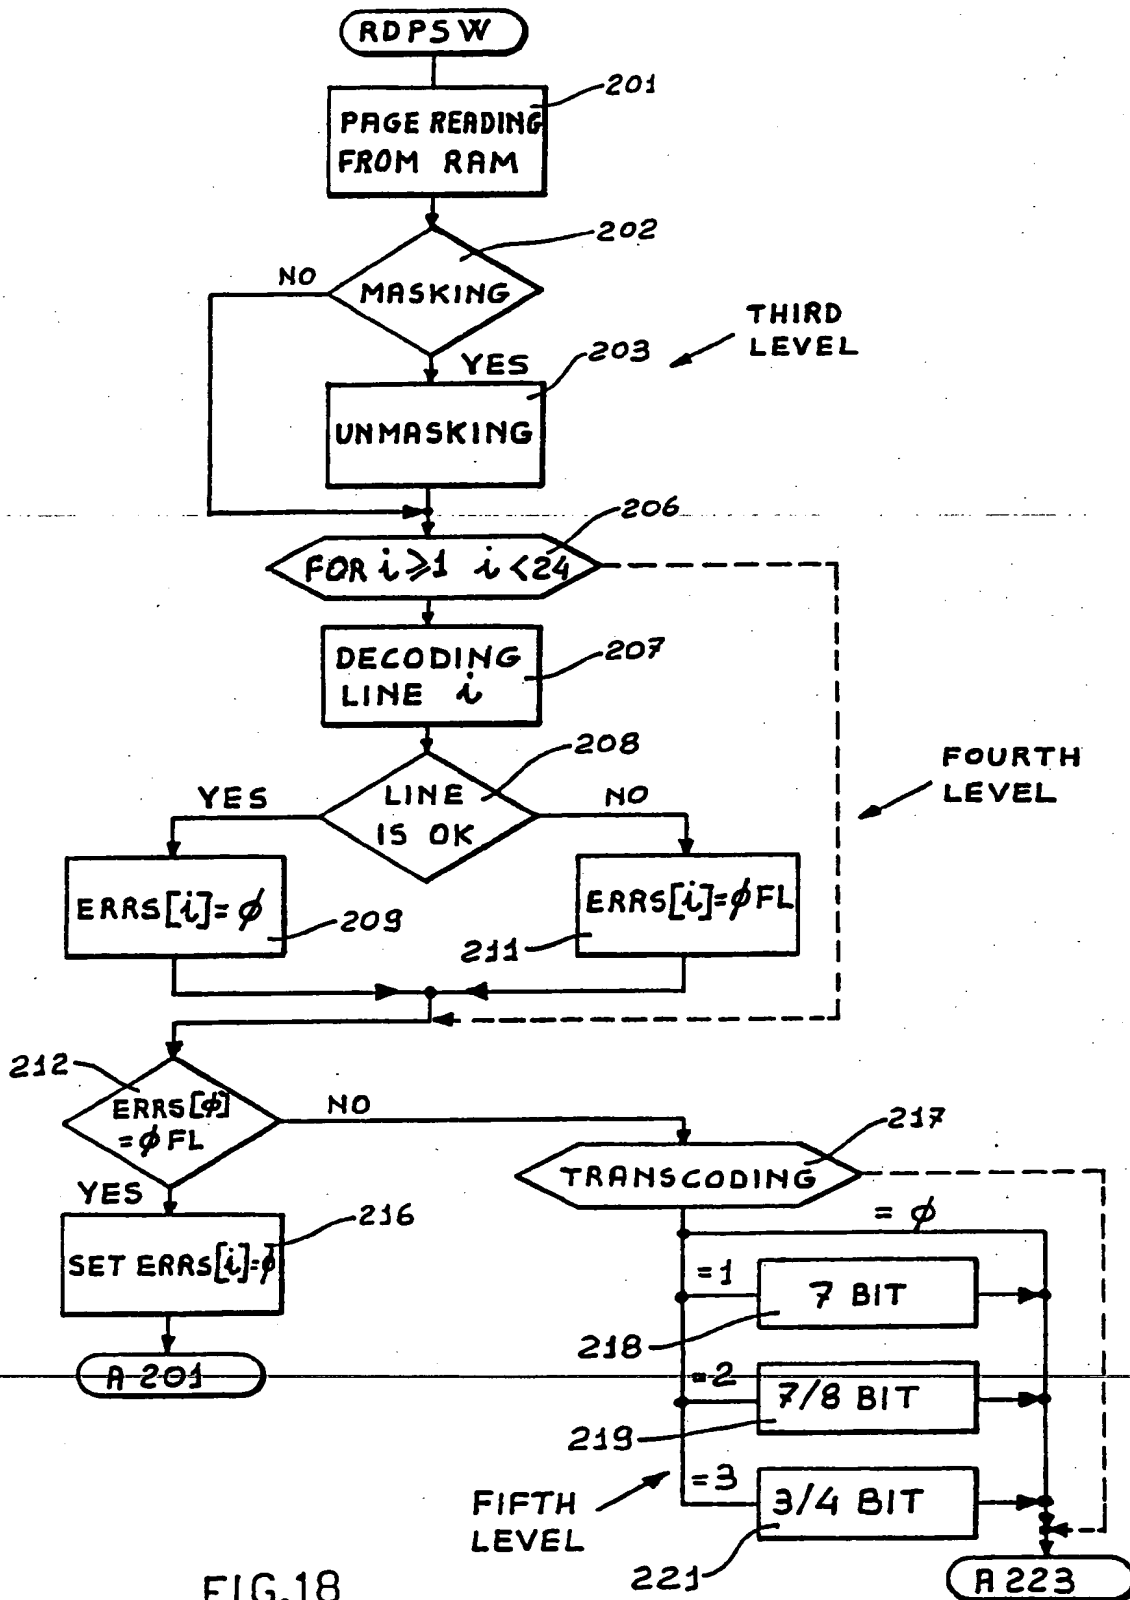 RDPSW
201
PAGE READING
FROM RAM
202
NO
MASKING
THIRD
LEVEL
YES
203
UNMASKING
206
FOR i≥1 i<24
DECODING
LINE i
207
208
YES
LINE
IS OK
NO
FOURTH
LEVEL
ERRS[i]=ϕ
209
ERRS[i]=ϕFL
211
212
ERRS[ϕ]
=ϕFL
NO
217
TRANSCODING
YES
=ϕ
216
SET ERRS[i]=ϕ
=1
7 BIT
218
A 201
=2
7/8 BIT
219
=3
3/4 BIT
FIFTH
LEVEL
221
A 223
FIG.18